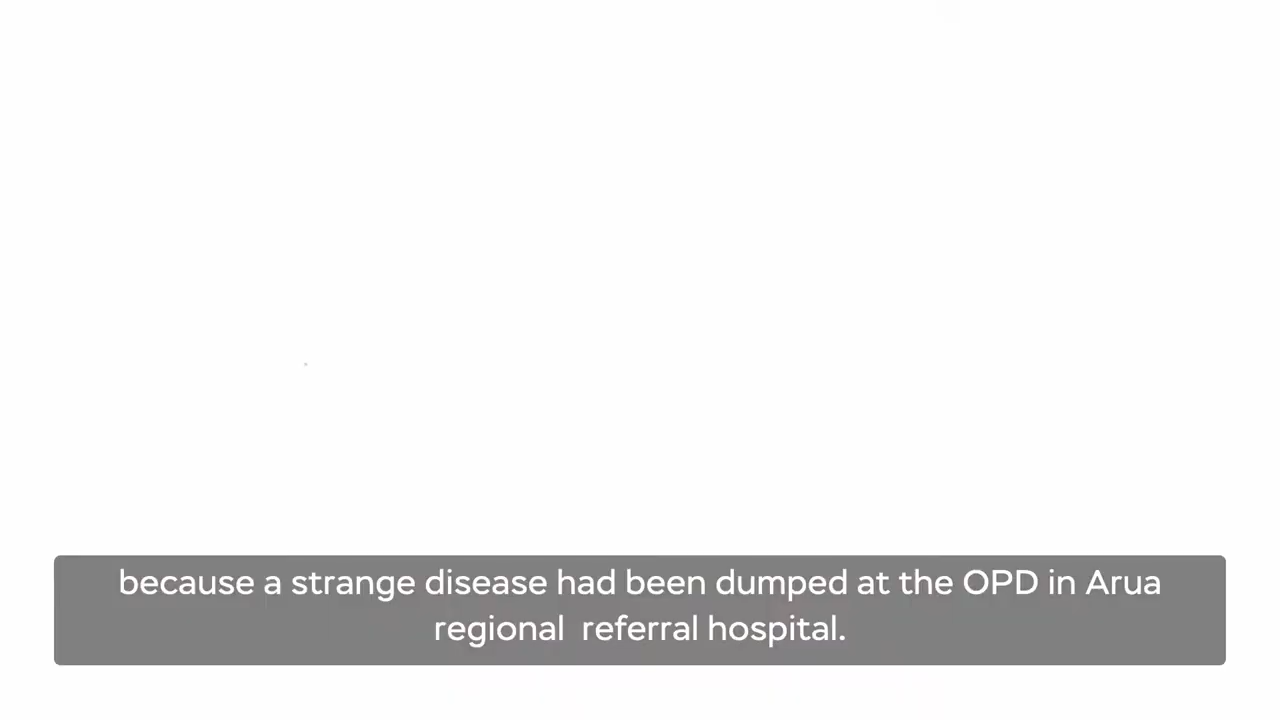 because a strange disease had been dumped at the OPD in Arua
regional  referral hospital.